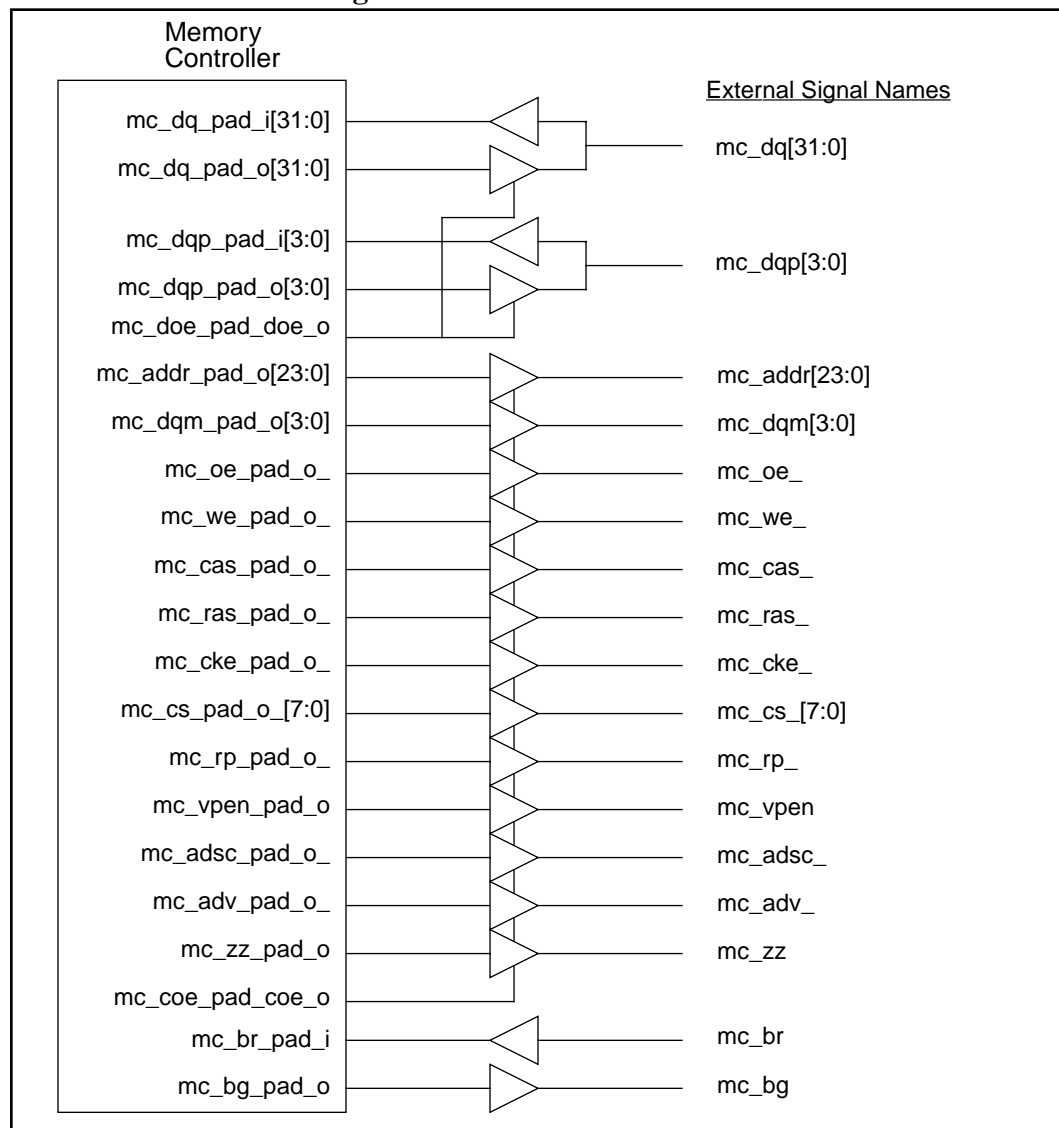 Memory
Controller
External Signal Names
mc_dq_pad_i[31:0]
mc_dq[31:0]
mc_dq_pad_o[31:0]
mc_dqp_pad_i[3:0]
mc_dqp[3:0]
mc_dqp_pad_o[3:0]
mc_doe_pad_doe_o
mc_addr_pad_o[23:0] mc_addr[23:0]
mc_dqm_pad_o[3:0] mc_dqm[3:0]
mc_oe_pad_o_ mc_oe_
mc_we_pad_o_ mc_we_
mc_cas_pad_o_ mc_cas_
mc_ras_pad_o_ mc_ras_
mc_cke_pad_o_ mc_cke_
mc_cs_pad_o_[7:0] mc_cs_[7:0]
mc_rp_pad_o_ mc_rp_
mc_vpen_pad_o mc_vpen
mc_adsc_pad_o_ mc_adsc_
mc_adv_pad_o_ mc_adv_
mc_zz_pad_o mc_zz
mc_coe_pad_coe_o
mc_br_pad_i mc_br
mc_bg_pad_o mc_bg